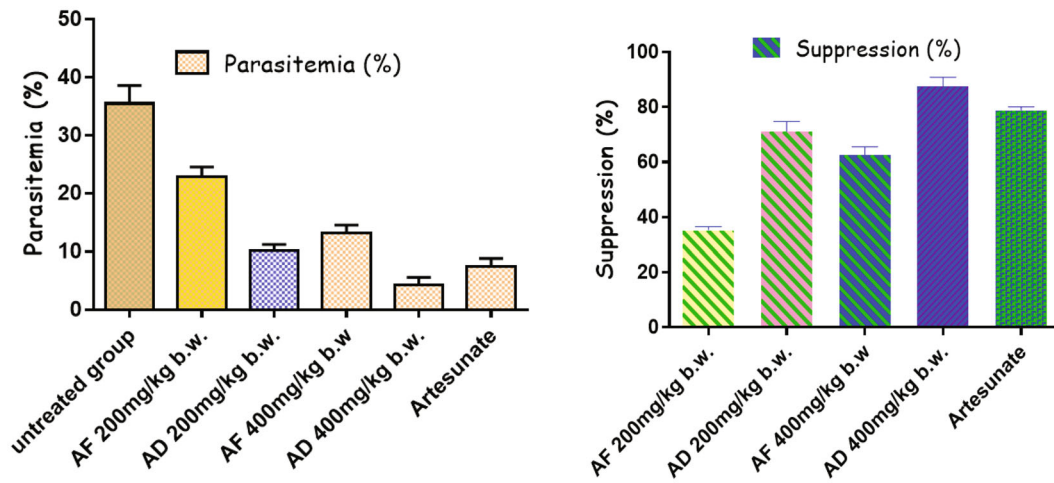 50
40
30
20
10
0
Parasitemia (%)
Parasitemia (%)
untreated group
AF 200mg/kg b.w.
AD 200mg/kg b.w.
AF 400mg/kg b.w
AD 400mg/kg b.w.
Artesunate
100
80
60
40
20
0
Suppression (%)
Suppression (%)
AF 200mg/kg b.w.
AD 200mg/kg b.w.
AF 400mg/kg b.w
AD 400mg/kg b.w.
Artesunate